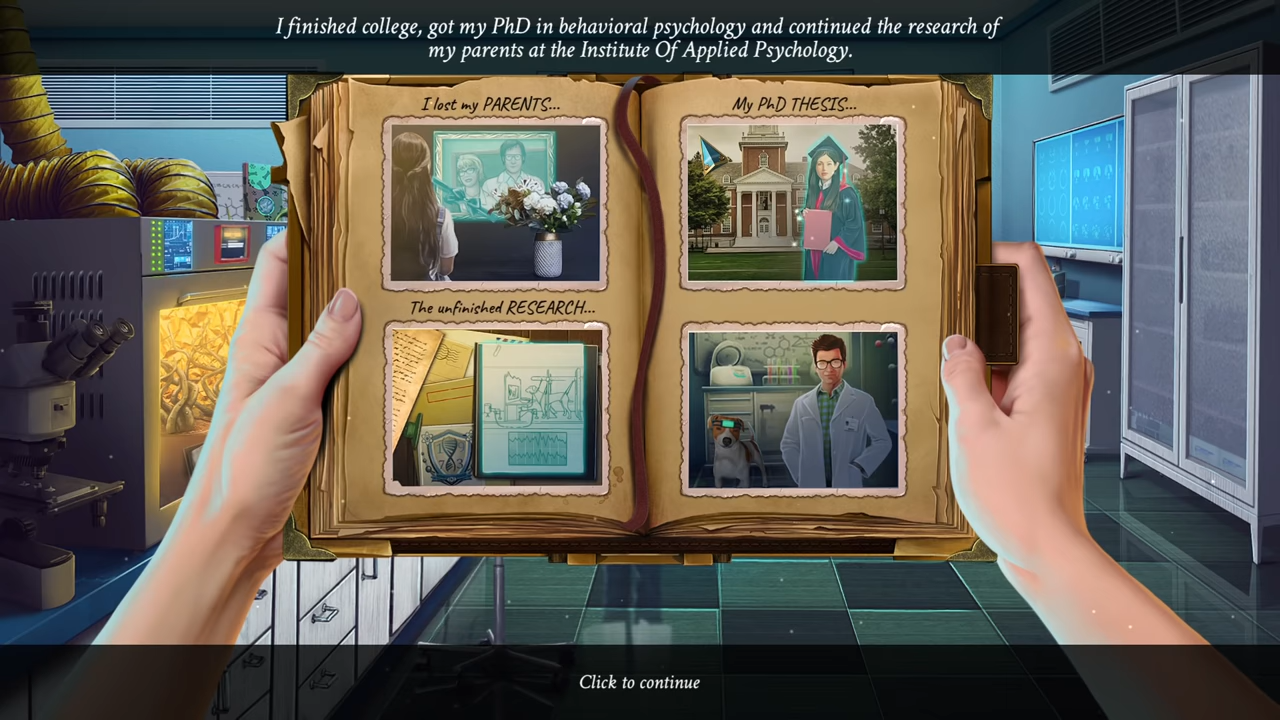 I finished college, got my PhD in behavioral psychology and continued the research of
my parents at the Institute Of Applied Psychology.
I lost my PARENTS...
The unfinished RESEARCH...
My PhD THESIS...
Click to continue